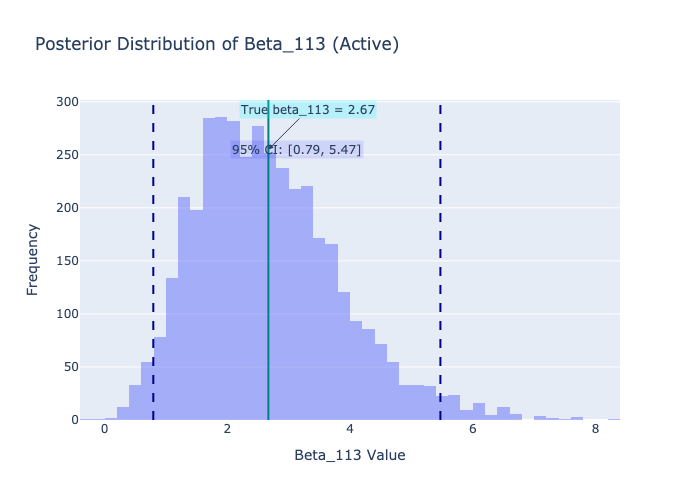 Posterior Distribution of Beta_113 (Active)
True beta_113 = 2.67
95% CI: [0.79, 5.47]
300
250
200
150
100
50
0
Frequency
0 2 4 6 8
Beta_113 Value